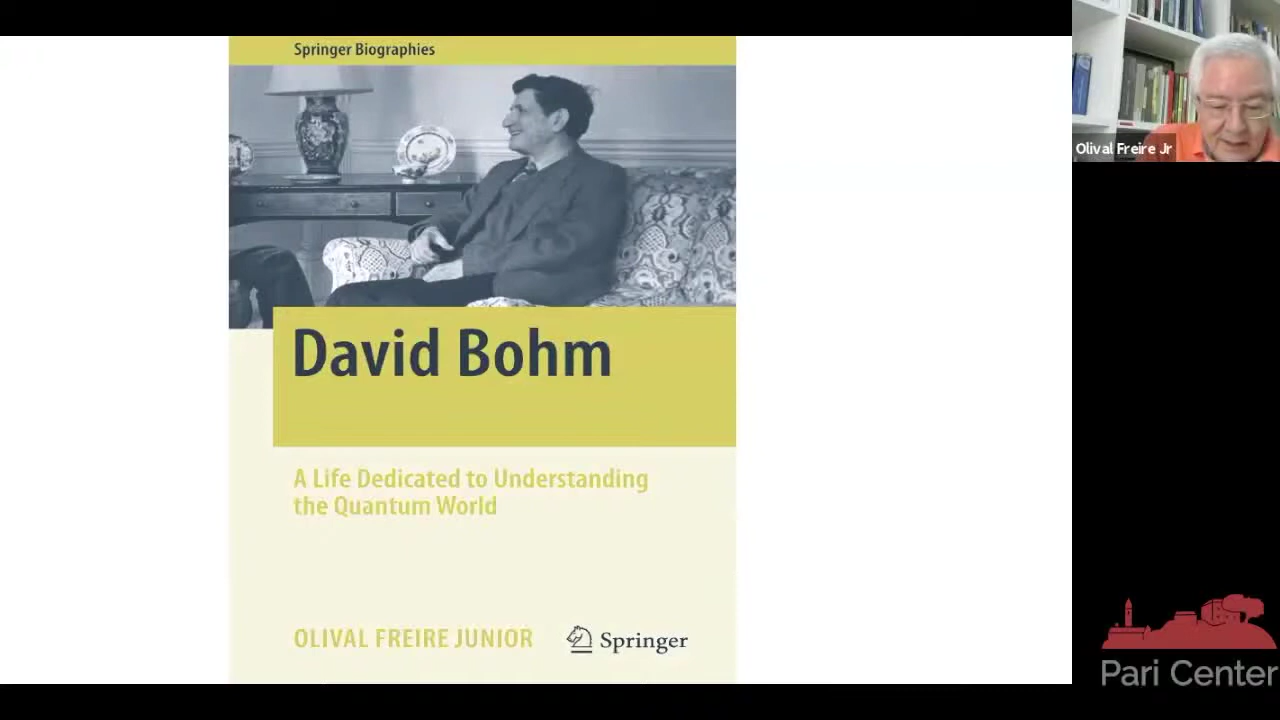 Springer Biographies
David Bohm
A Life Dedicated to Understanding
the Quantum World
OLIVAL FREIRE JUNIOR
Springer
Olival Freire Jr
Pari Center